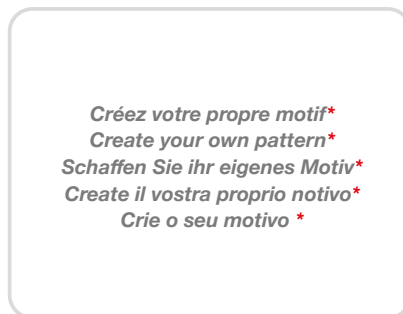 Créez votre propre motif*
Create your own pattern*
Schaffen Sie ihr eigenes Motiv*
Create il vostra proprio notivo*
Crie o seu motivo *